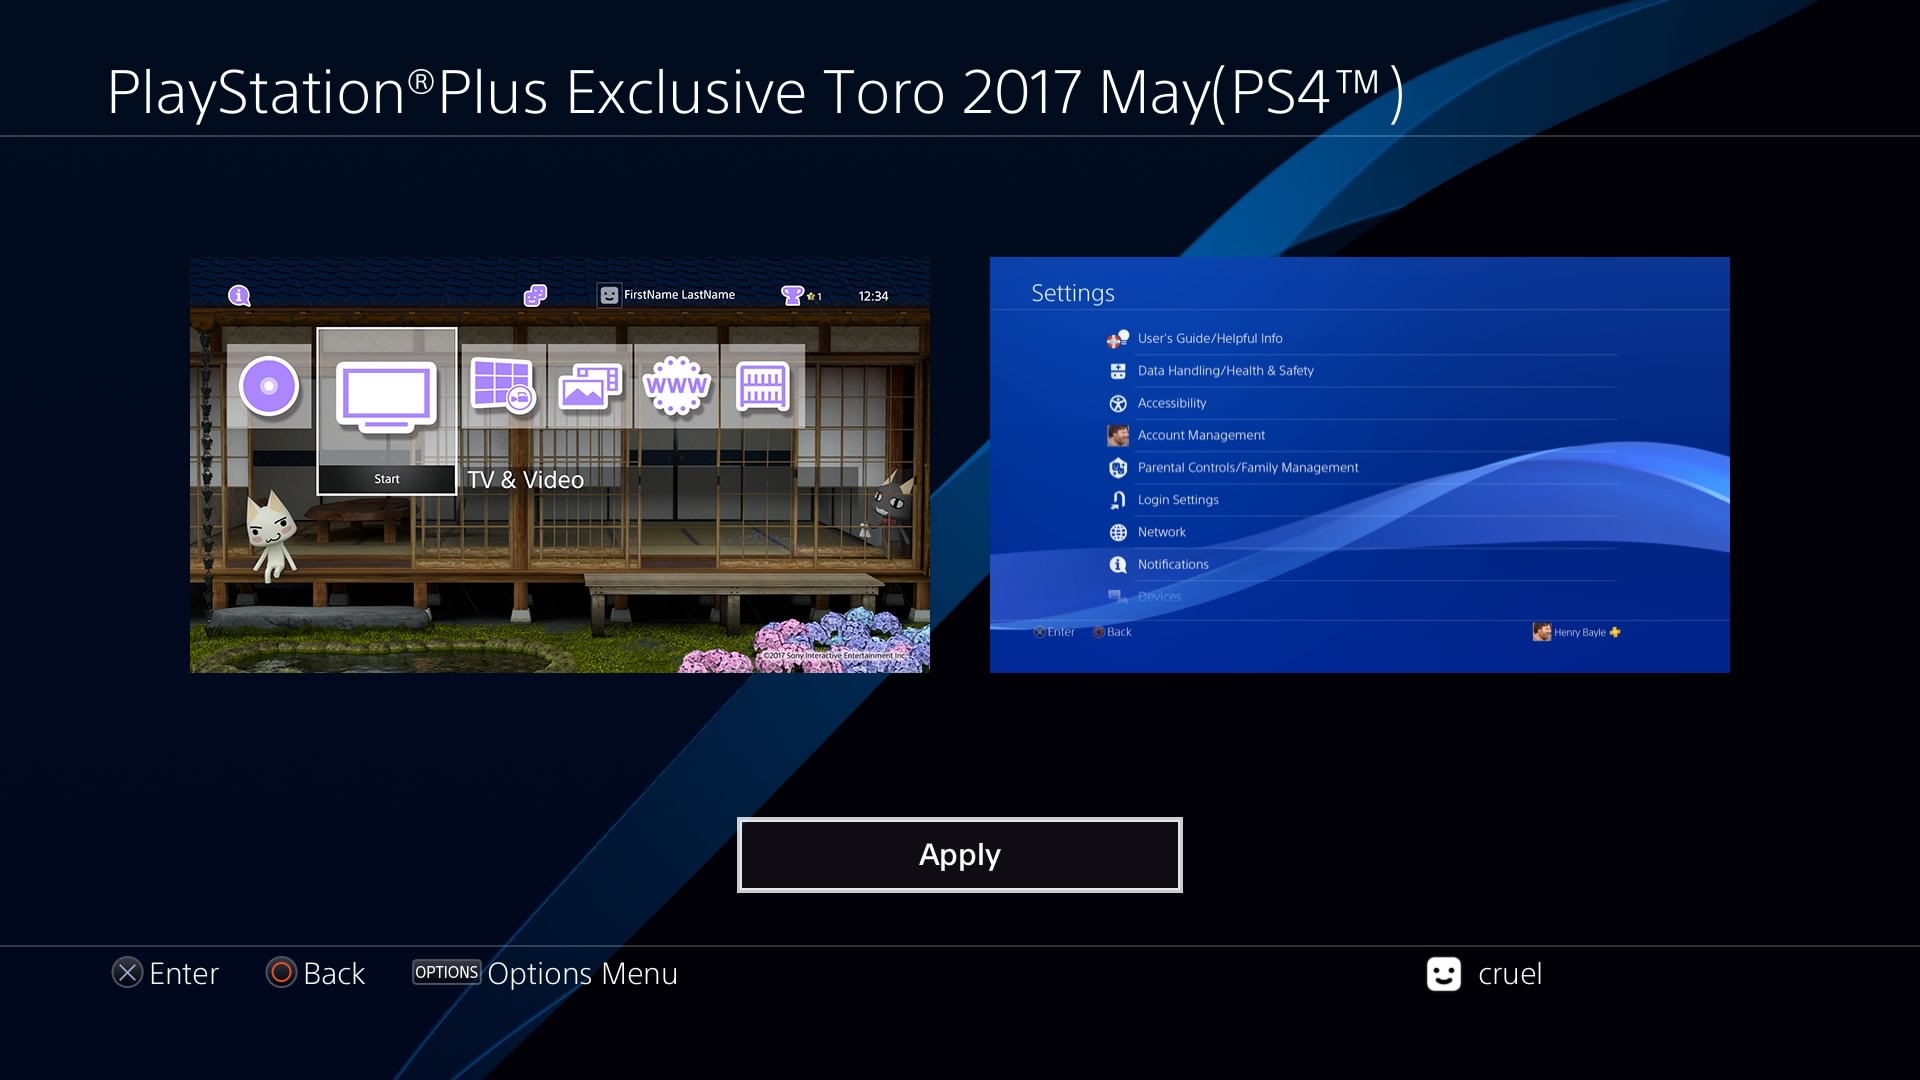 PlayStation®Plus Exclusive Toro 2017 May(PS4™)
FirstName LastName
1
12:34
WWW
Start
TV & Video
©2017 Sony Interactive Entertainment Inc.
Settings
User's Guide/Helpful Info
Data Handling/Health & Safety
Accessibility
Account Management
Parental Controls/Family Management
Login Settings
Network
Notifications
Devices
Enter
Back
Henry Bayle
Apply
Enter
Back
OPTIONS Options Menu
cruel